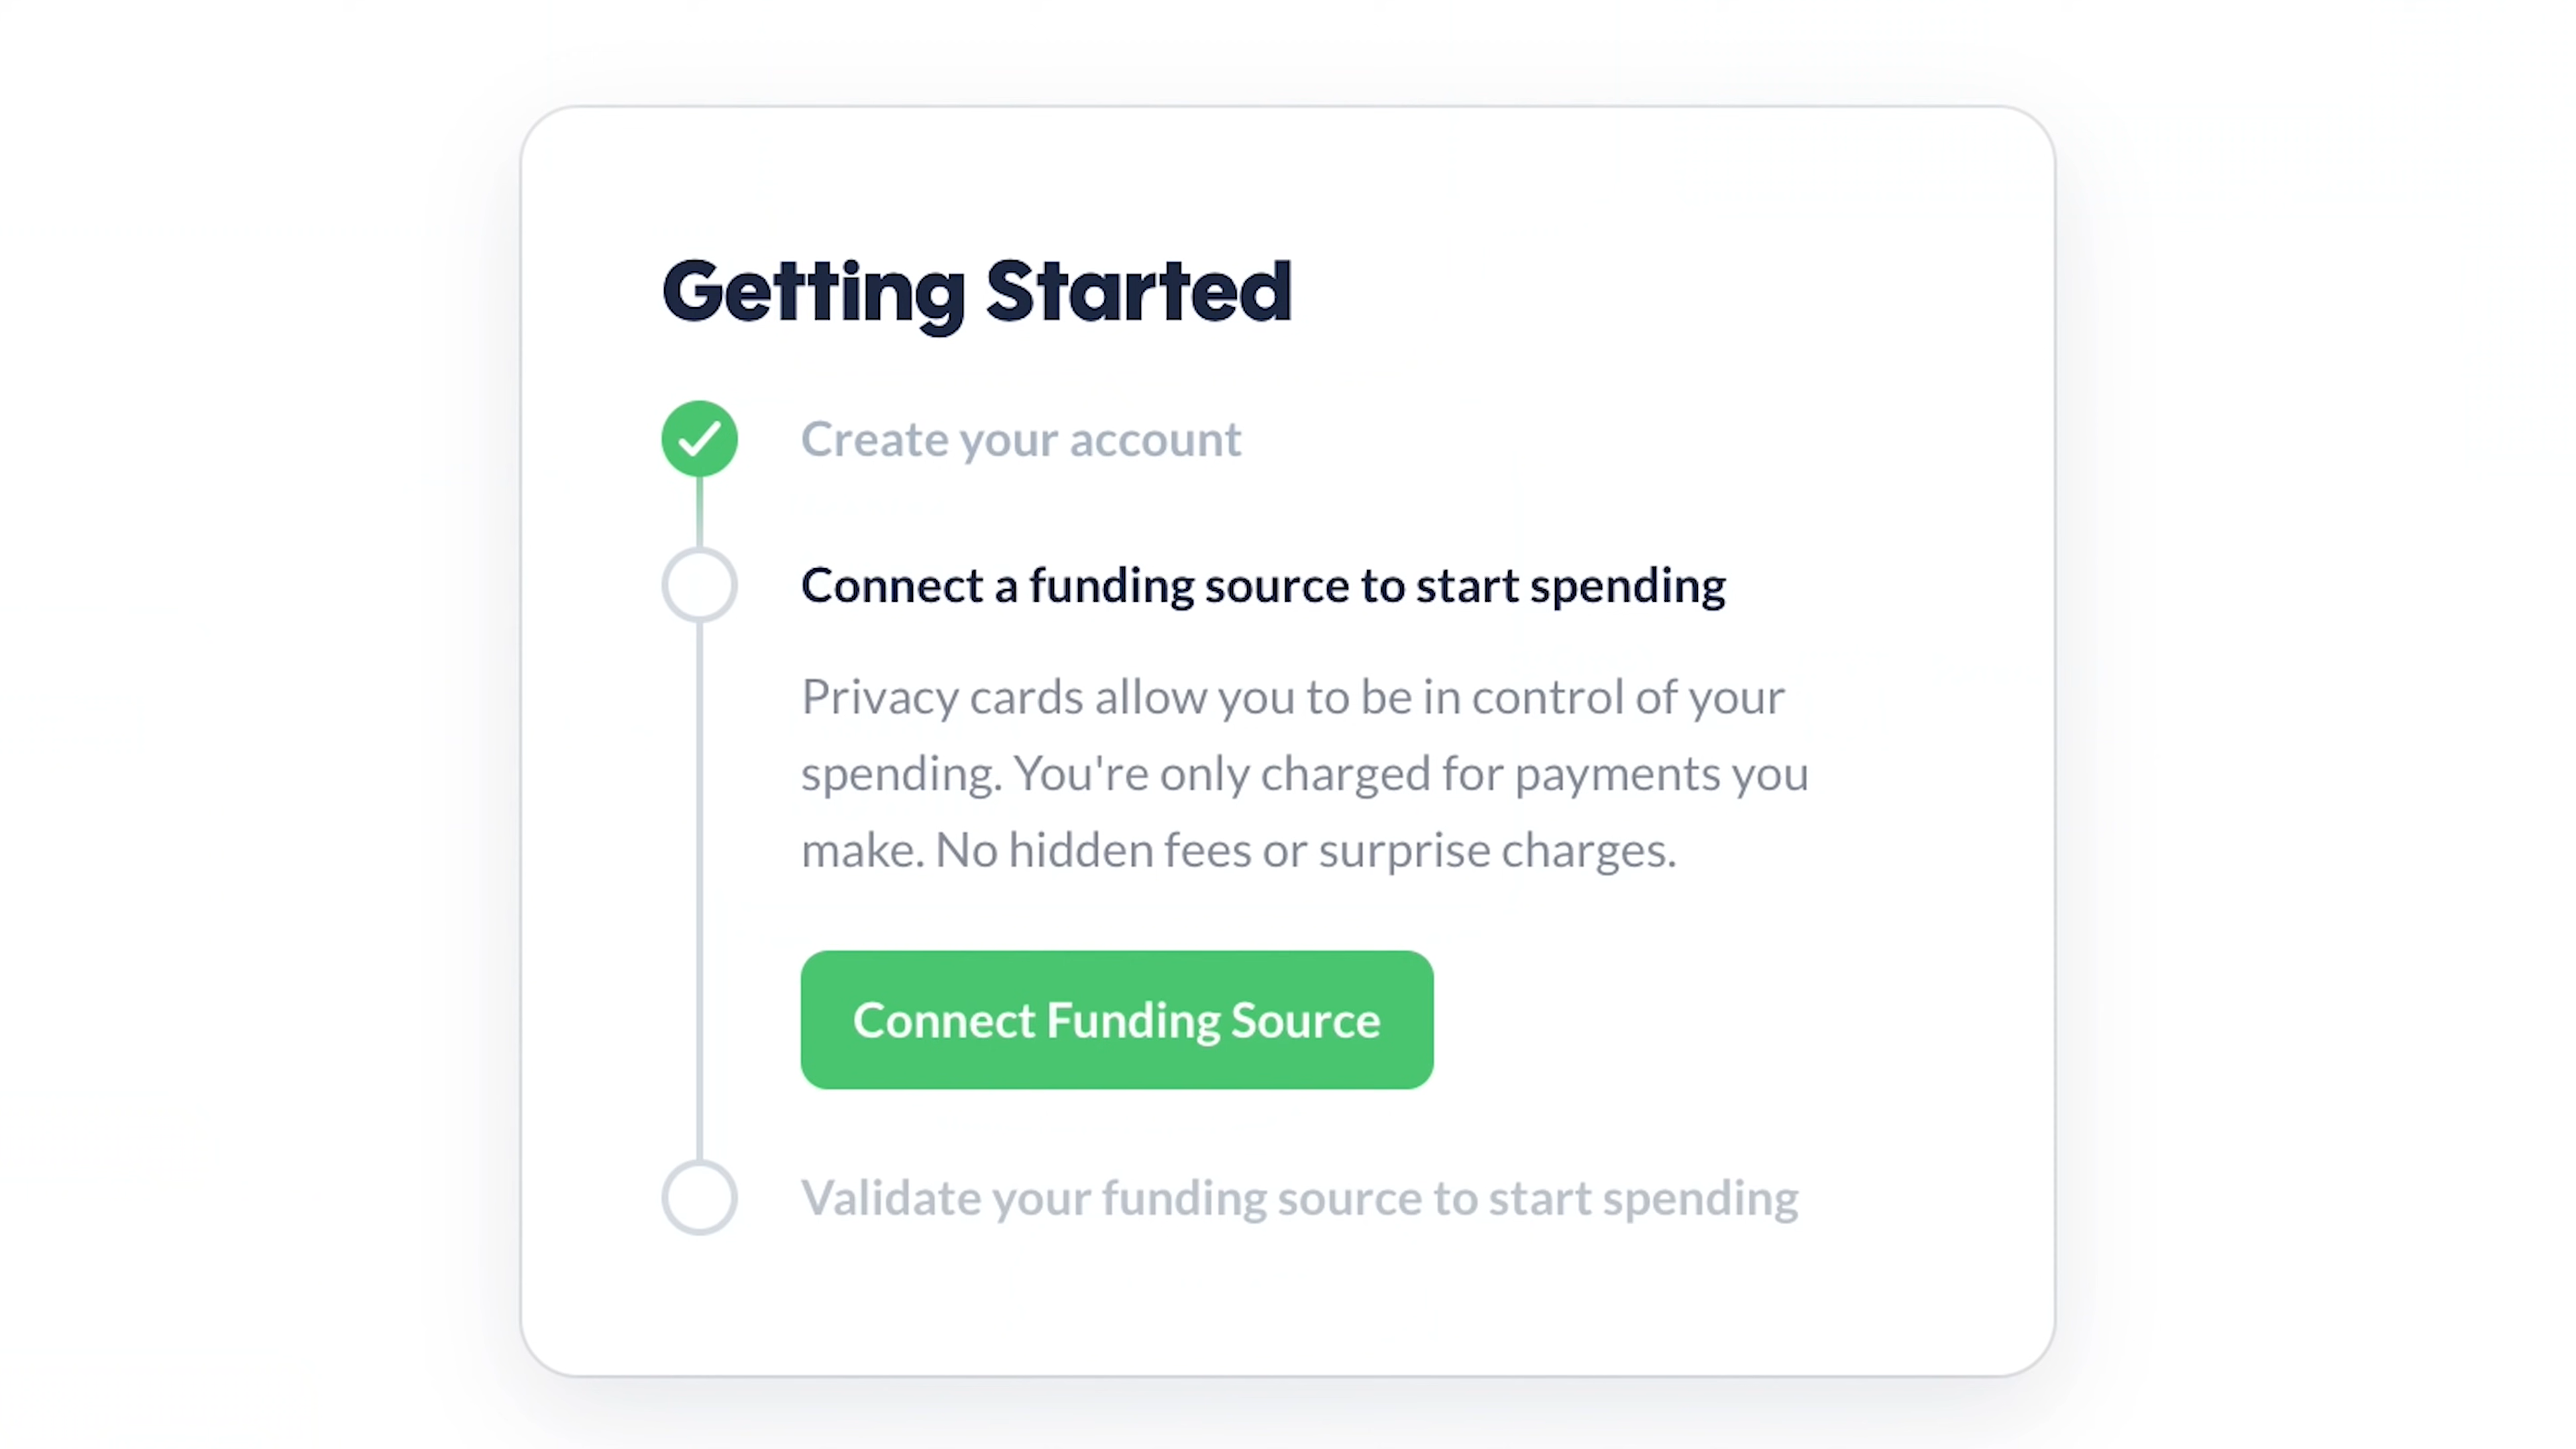 Getting Started
Create your account
Connect a funding source to start spending
Privacy cards allow you to be in control of your
spending. You're only charged for payments you
make. No hidden fees or surprise charges.
Connect Funding Source
Validate your funding source to start spending